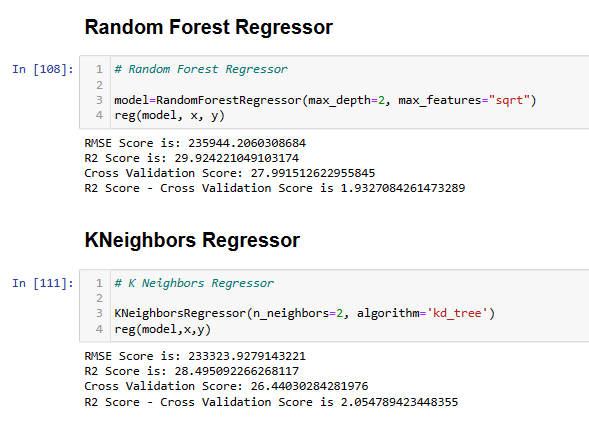 Random Forest Regressor
In [108]:
1 # Random Forest Regressor
2
3 model=RandomForestRegressor(max_depth=2, max_features="sqrt")
4 reg(model, x, y)
RMSE Score is: 235944.2060308684
R2 Score is: 29.924221049103174
Cross Validation Score: 27.991512622955845
R2 Score - Cross Validation Score is 1.9327084261473289
KNeighbors Regressor
In [111]:
1 # K Neighbors Regressor
2
3 KNeighborsRegressor(n_neighbors=2, algorithm='kd_tree')
4 reg(model,x,y)
RMSE Score is: 233323.9279143221
R2 Score is: 28.495092266268117
Cross Validation Score: 26.44030284281976
R2 Score - Cross Validation Score is 2.054789423448355